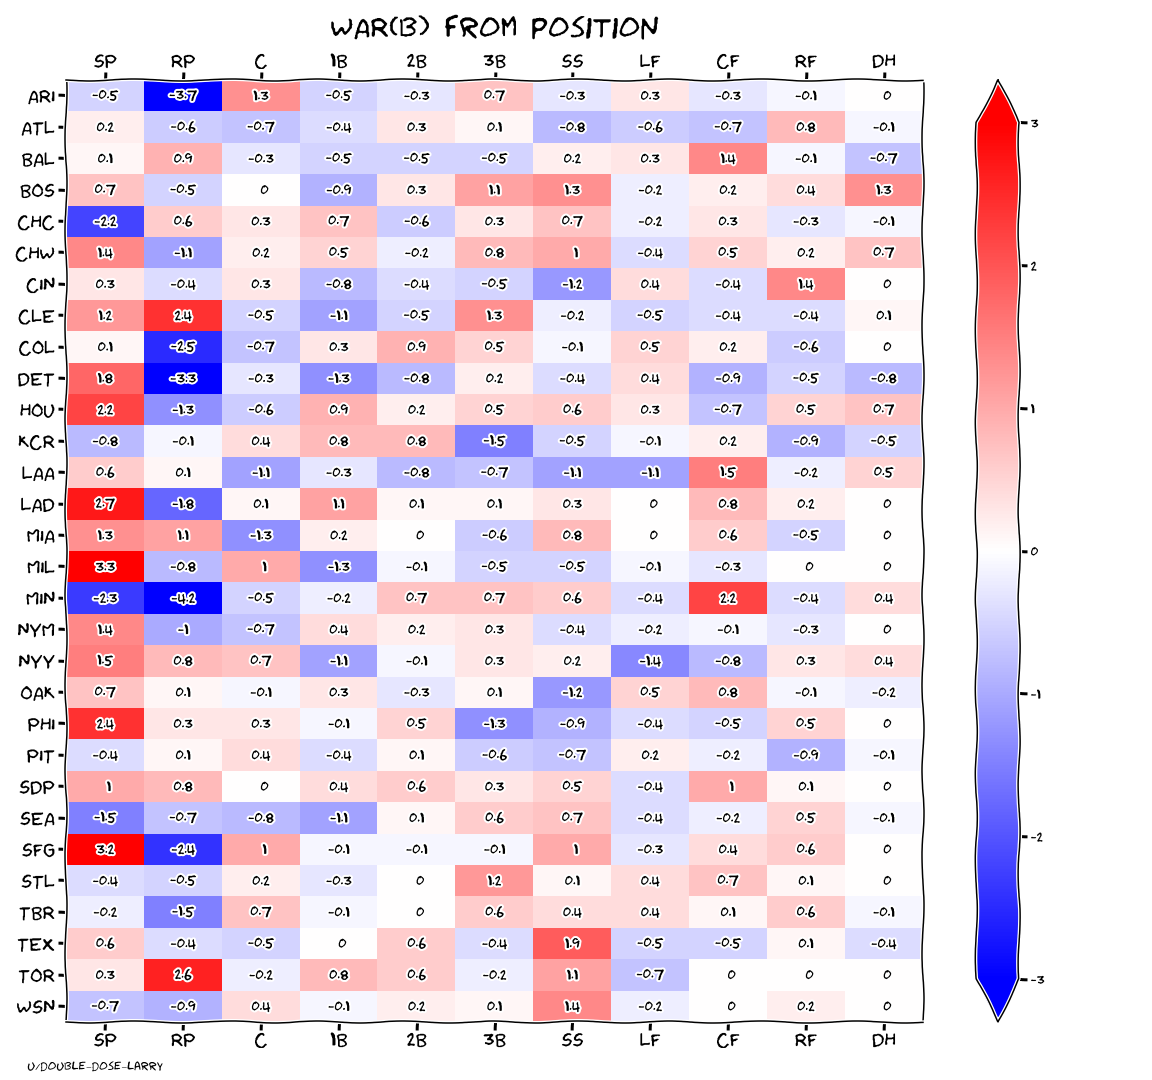 WAR(B) FROM POSITION
SP RP C 1B 2B 3B SS LF CF RF DH
ARI -0.5 -3.7 1.3 -0.5 -0.3 0.7 -0.3 0.3 -0.3 -0.1 0
ATL 0.2 -0.6 -0.7 -0.4 0.3 0.1 -0.8 -0.6 -0.7 0.8 -0.1
BAL 0.1 0.9 -0.3 -0.5 -0.5 -0.5 0.2 0.3 1.4 -0.1 -0.7
3
BOS 0.7 -0.5 0 -0.9 0.3 1.1 1.3 -0.2 0.2 0.4 1.3
CHC -2.2 0.6 0.3 0.7 -0.6 0.3 0.7 -0.2 0.3 -0.3 -0.1
CHW 1.4 -1.1 0.2 0.5 -0.2 0.8 1 -0.4 0.5 0.2 0.7
2
CIN 0.3 -0.4 0.3 -0.8 -0.4 -0.5 -1.2 0.4 -0.4 1.4 0
CLE 1.2 2.4 -0.5 -1.1 -0.5 1.3 -0.2 -0.5 -0.4 -0.4 0.1
COL 0.1 -2.5 -0.7 0.3 0.9 0.5 -0.1 0.5 0.2 -0.6 0
DET 1.8 -3.3 -0.3 -1.3 -0.8 0.2 -0.4 0.4 -0.9 -0.5 -0.8
HOU 2.2 -1.3 -0.6 0.9 0.2 0.5 0.6 0.3 -0.7 0.5 0.7
1
KCR -0.8 -0.1 0.4 0.8 0.8 -1.5 -0.5 -0.1 0.2 -0.9 -0.5
LAA 0.6 0.1 -1.1 -0.3 -0.8 -0.7 -1.1 -1.1 1.5 -0.2 0.5
LAD 2.7 -1.8 0.1 1.1 0.1 0.1 0.3 0 0.8 0.2 0
MIA 1.3 1.1 -1.3 0.2 0 -0.6 0.8 0 0.6 -0.5 0
0
MIL 3.3 -0.8 1 -1.3 -0.1 -0.5 -0.5 -0.1 -0.3 0 0
MIN -2.3 -4.2 -0.5 -0.2 0.7 0.7 0.6 -0.4 2.2 -0.4 0.4
NYM 1.4 -1 -0.7 0.4 0.2 0.3 -0.4 -0.2 -0.1 -0.3 0
NYY 1.5 0.8 0.7 -1.1 -0.1 0.3 0.2 -1.4 -0.8 0.3 0.4
OAK 0.7 0.1 -0.1 0.3 -0.3 0.1 -1.2 0.5 0.8 -0.1 -0.2
-1
PHI 2.4 0.3 0.3 -0.1 0.5 -1.3 -0.9 -0.4 -0.5 0.5 0
PIT -0.4 0.1 0.4 -0.4 0.1 -0.6 -0.7 0.2 -0.2 -0.9 -0.1
SDP 1 0.8 0 0.4 0.6 0.3 0.5 -0.4 1 0.1 0
SEA -1.5 -0.7 -0.8 -1.1 0.1 0.6 0.7 -0.4 -0.2 0.5 -0.1
-2
SFG 3.2 -2.4 1 -0.1 -0.1 -0.1 1 -0.3 0.4 0.6 0
STL -0.4 -0.5 0.2 -0.3 0 1.2 0.1 0.4 0.7 0.1 0
TBR -0.2 -1.5 0.7 -0.1 0 0.6 0.4 0.4 0.1 0.6 -0.1
TEX 0.6 -0.4 -0.5 0 0.6 -0.4 1.9 -0.5 -0.5 0.1 -0.4
TOR 0.3 2.6 -0.2 0.8 0.6 -0.2 1.1 -0.7 0 0 0
-3
WSN -0.7 -0.9 0.4 -0.1 0.2 0.1 1.4 -0.2 0 0.2 0
SP RP C 1B 2B 3B SS LF CF RF DH
U/DOUBLE_DOSE_LARRY